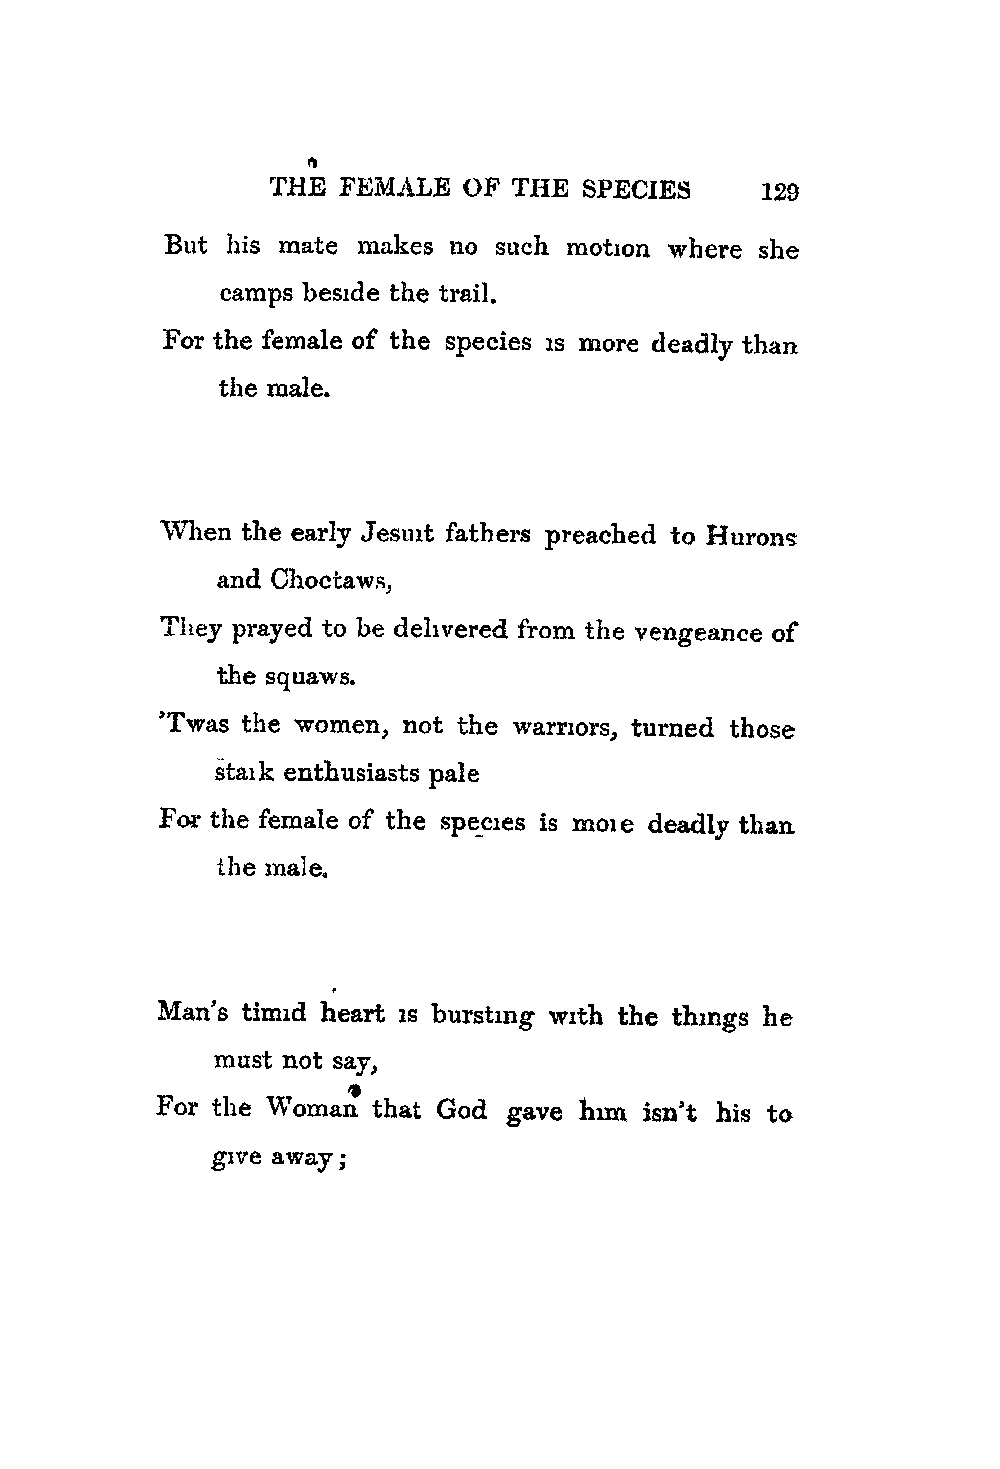 THE FEMALE OF THE SPECIES 129
But his mate makes no such motion where she
camps beside the trail.
For the female of the species is more deadly than
the male.
When the early Jesuit fathers preached to Hurons
and Choctaws,
They prayed to be delivered from the vengeance of
the squaws.
'Twas the women, not the warriors, turned those
stark enthusiasts pale
For the female of the species is more deadly than
the male.
Man's timid heart is bursting with the things he
must not say,
For the Woman that God gave him isn't his to
give away;